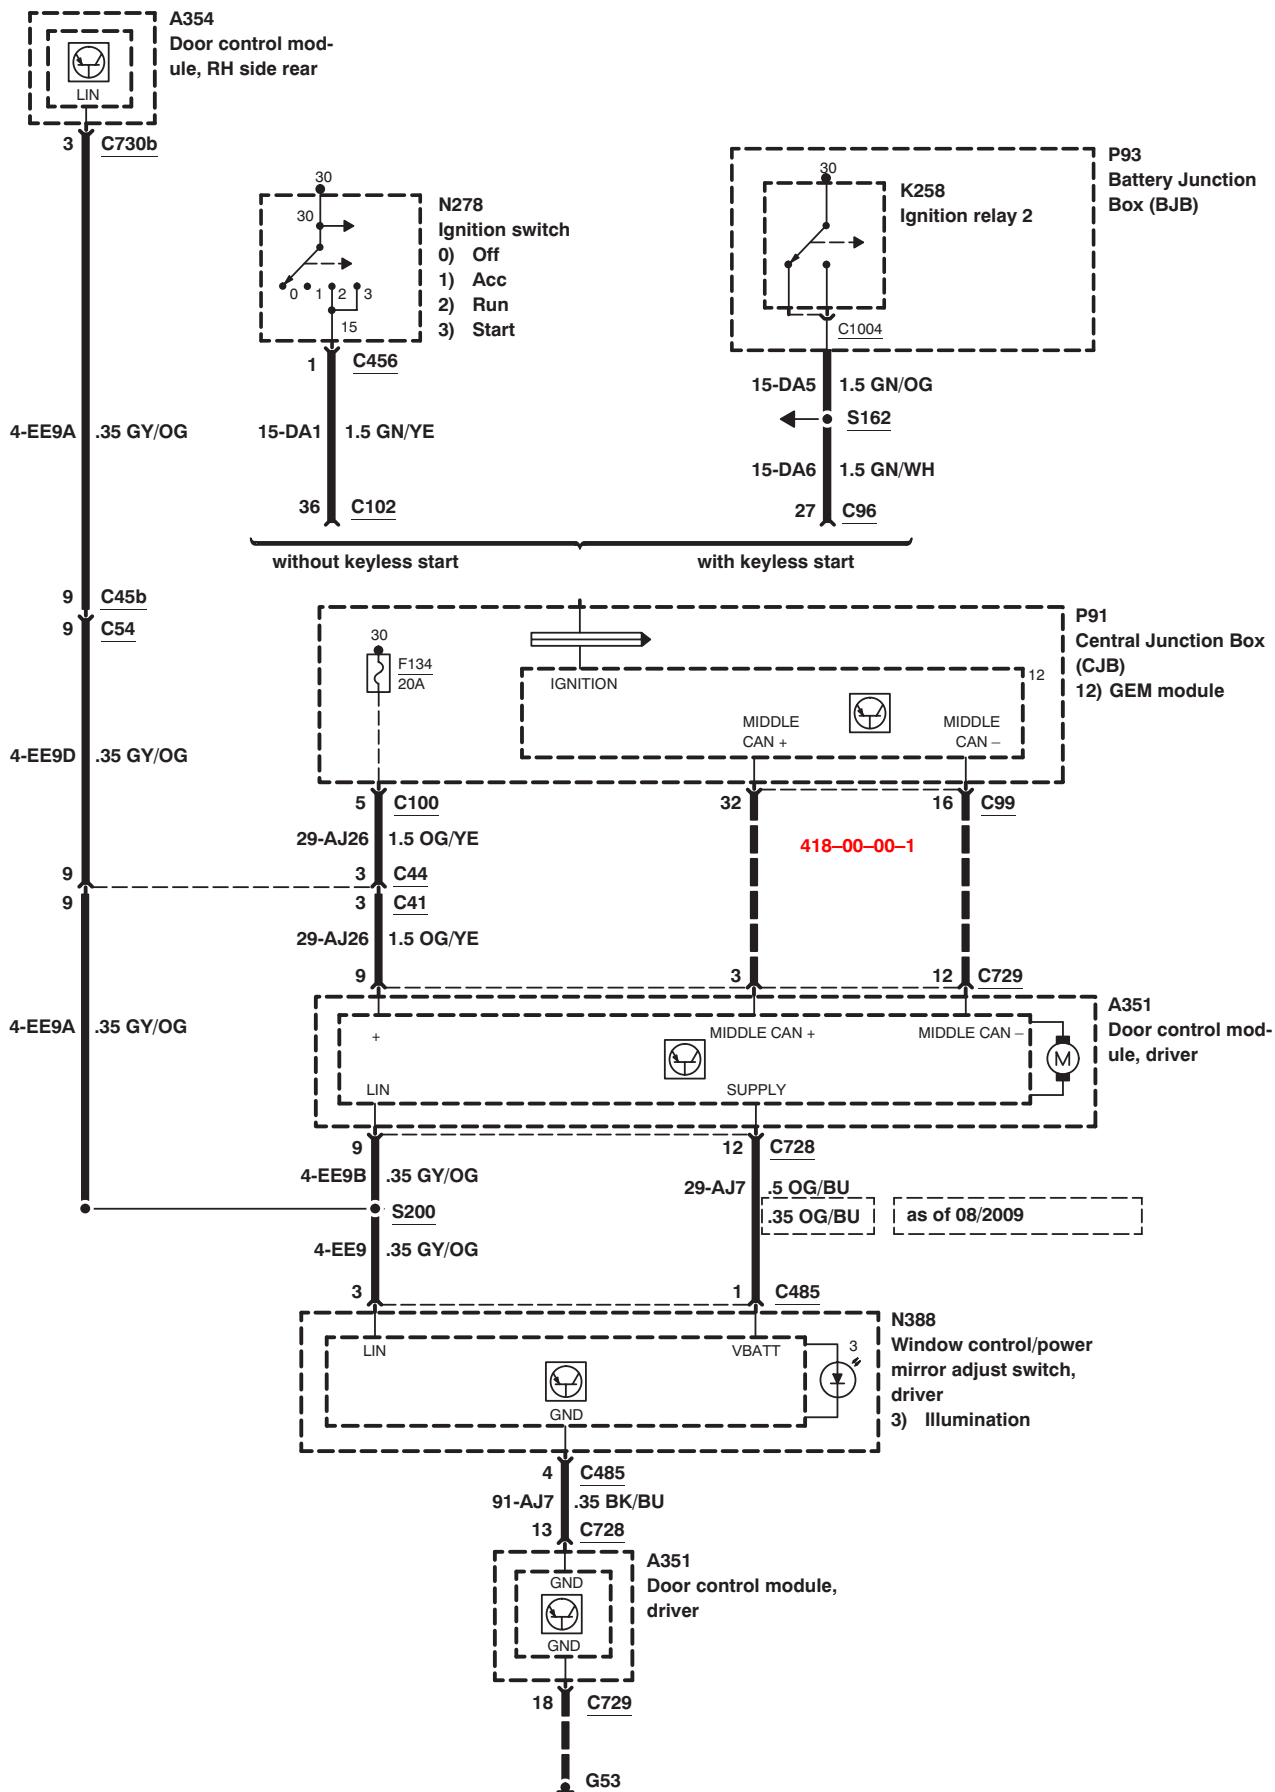 A354
Door control mod-
ule, RH side rear
LIN
3 C730b
P93
Battery Junction
Box (BJB)
30
K258
Ignition relay 2
C1004
30
30
N278
Ignition switch
0) Off
1) Acc
2) Run
3) Start
0 1 2 3
15
1 C456
15-DA5 1.5 GN/OG
S162
4-EE9A .35 GY/OG
15-DA1 1.5 GN/YE
15-DA6 1.5 GN/WH
36 C102
27 C96
without keyless start
with keyless start
9 C45b
9 C54
P91
Central Junction Box
(CJB)
12) GEM module
30
F134
20A
IGNITION
12
MIDDLE
CAN +
MIDDLE
CAN –
4-EE9D .35 GY/OG
5 C100
32
16 C99
29-AJ26 1.5 OG/YE
418–00–00–1
9
3 C44
9
3 C41
29-AJ26 1.5 OG/YE
9
3
12 C729
A351
Door control mod-
ule, driver
4-EE9A .35 GY/OG
+
MIDDLE CAN +
MIDDLE CAN –
M
LIN
SUPPLY
9
12 C728
4-EE9B .35 GY/OG
29-AJ7 .5 OG/BU
.35 OG/BU
as of 08/2009
S200
4-EE9 .35 GY/OG
3
1 C485
N388
Window control/power
mirror adjust switch,
driver
3) Illumination
LIN
VBATT
3
GND
4 C485
91-AJ7 .35 BK/BU
13 C728
A351
Door control module,
driver
GND
GND
18 C729
G53